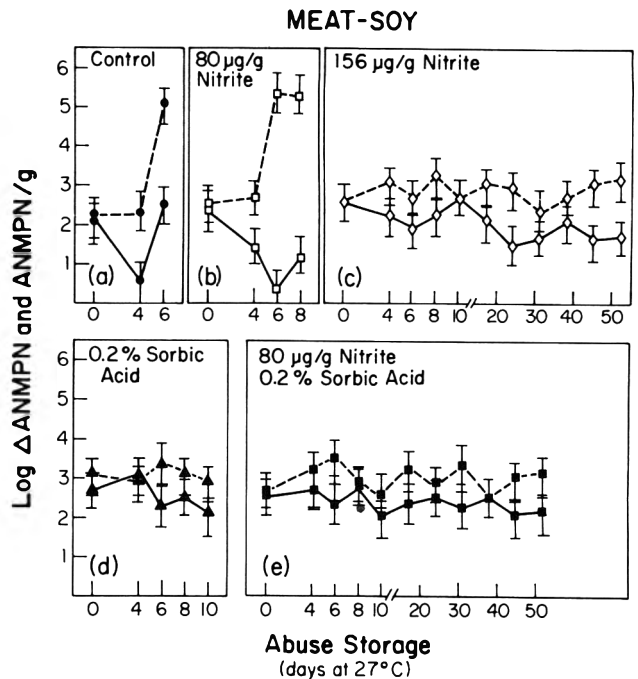 MEAT-SOY
Control
80 µg/g
Nitrite
156 µg/g Nitrite
6
5
4
3
2
1
(a)
(b)
(c)
0 4 6
0 4 6 8
0 4 6 8 10 20 30 40 50
0.2% Sorbic
Acid
80 µg/g Nitrite
0.2% Sorbic Acid
6
5
4
3
2
1
(d)
(e)
0 4 6 8 10
0 4 6 8 10 20 30 40 50
Log ΔANMPN and ANMPN/g
Abuse Storage
(days at 27°C)